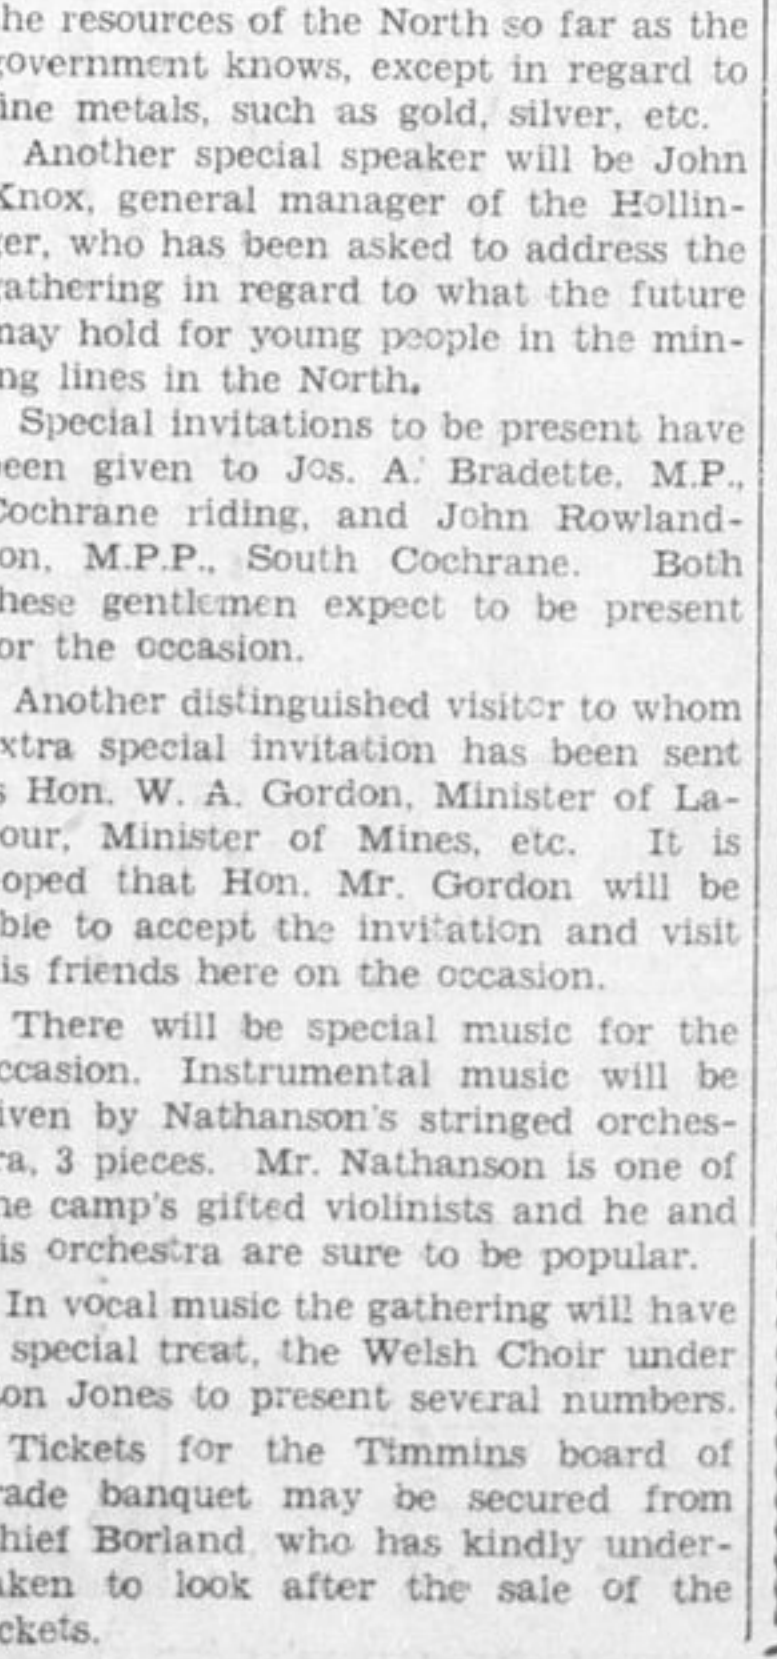 he resources of the North so far as the
overnment knows, except in regard to
ine metals, such as gold, silver, etc.
Another special speaker will be John
Knox, general manager of the Hollin-
ger, who has been asked to address the
gathering in regard to what the future
may hold for young people in the min-
ng lines in the North.
Special invitations to be present have
een given to Jos. A. Bradette, M.P.,
Cochrane riding, and John Rowland-
on, M.P.P., South Cochrane. Both
hese gentlemen expect to be present
or the occasion.
Another distinguished visitor to whom
xtra special invitation has been sent
s Hon. W. A. Gordon, Minister of La-
our, Minister of Mines, etc. It is
oped that Hon. Mr. Gordon will be
ble to accept the invitation and visit
is friends here on the occasion.
There will be special music for the
ccasion. Instrumental music will be
iven by Nathanson's stringed orches-
ra, 3 pieces. Mr. Nathanson is one of
he camp's gifted violinists and he and
is orchestra are sure to be popular.
In vocal music the gathering will have
special treat, the Welsh Choir under
on Jones to present several numbers.
Tickets for the Timmins board of
rade banquet may be secured from
hief Borland who has kindly under-
aken to look after the sale of the
ckets.